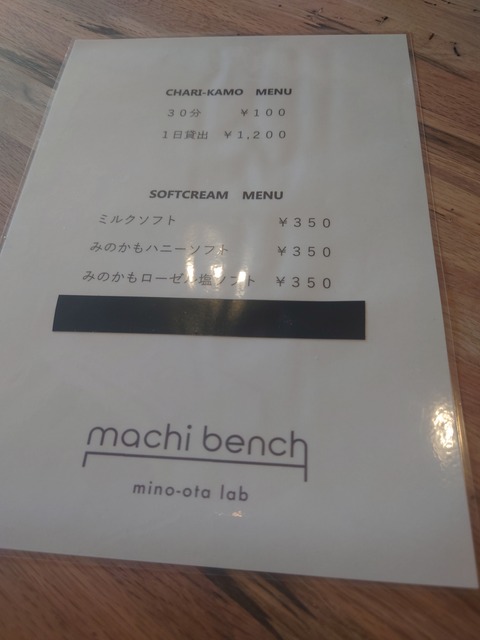 CHARI-KAMO MENU
30分 ￥100
1日貸出 ￥1,200
SOFTCREAM MENU
ミルクソフト ￥350
みのかもハニーソフト ￥350
みのかもローゼル塩ソフト ￥350
machi bench
mino-ota lab